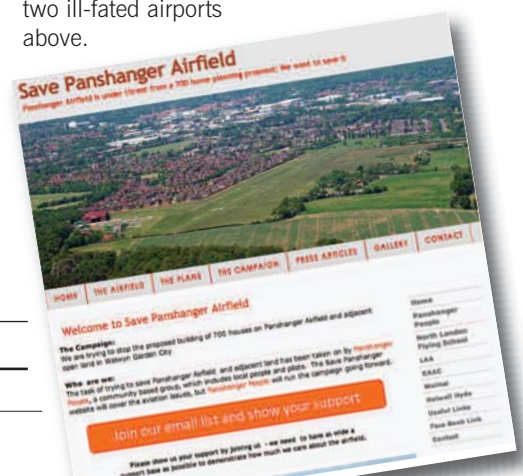 two ill-fated airports
above.
Save Panshanger Airfield
Panshanger Airfield is under threat from a 700 home planning proposal; We want to save it
HOME THE AIRFIELD THE PLANS THE CAMPAIGN PRESS ARTICLES GALLERY CONTACT
Welcome to Save Panshanger Airfield
The Campaign:
We are trying to stop the proposed building of 700 houses on Panshanger Airfield and adjacent
open land in Welwyn Garden City
Who are we:
The task of trying to save Panshanger Airfield and adjacent land has been taken on by Panshanger
People, a community based group, which includes local people and pilots. The Save Panshanger
website will cover the aviation issues, but Panshanger People will run the campaign going forward.
Join our email list and show your support
Please show us your support by joining us - we need to have as wide a
support base as possible to demonstrate how much we care about the airfield.
Home
Panshanger
People
North London
Flying School
LAA
GAAC
Welwyn Hatfield
Useful Links
Face Book Link
Contact